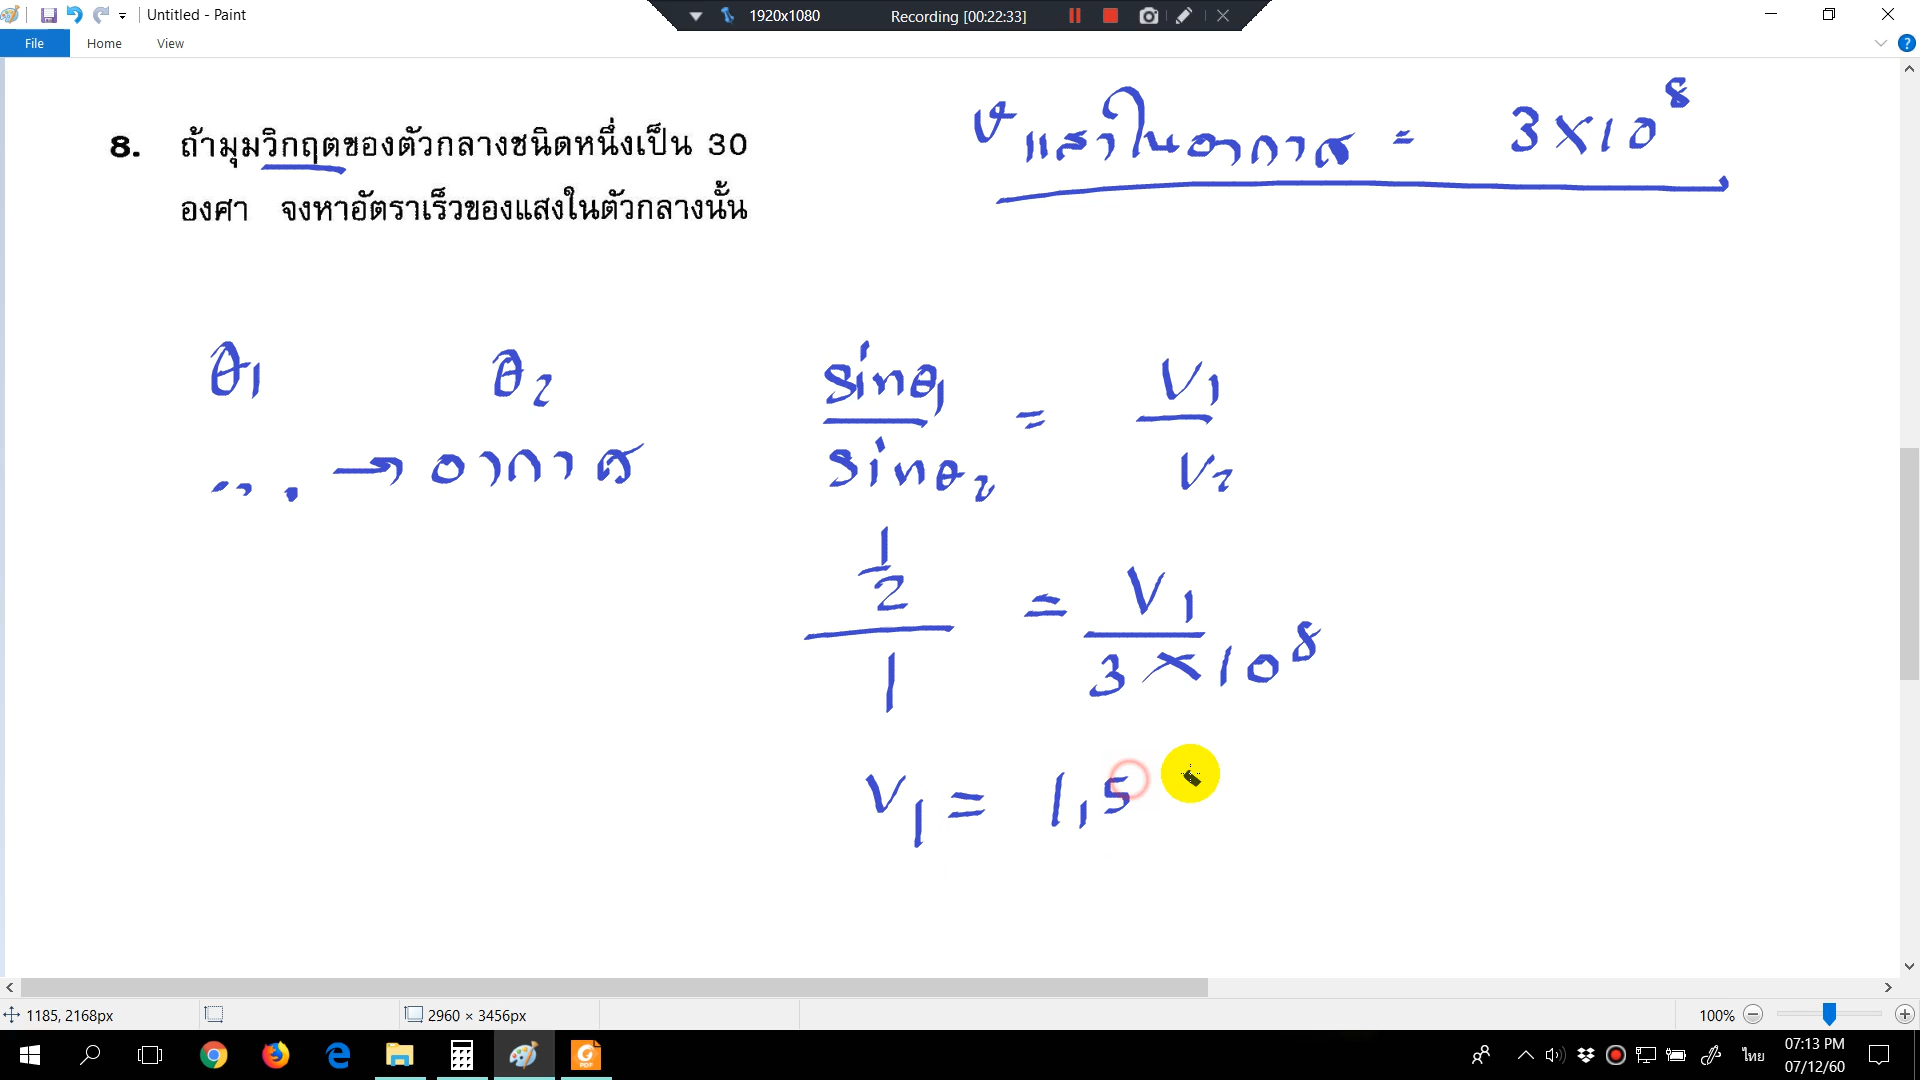 Untitled - Paint
1920x1080
Recording [00:22:33]
File Home View
8. ถ้ามุมวิกฤตของตัวกลางชนิดหนึ่งเป็น 30
องศา จงหาอัตราเร็วของแสงในตัวกลางนั้น
v แสงในอากาศ = 3×10⁸
θ₁ θ₂
... → อากาศ
sinθ₁ / sinθ₂ = V₁ / V₂
1/2 / 1 = V₁ / 3×10⁸
V₁ = 1,5
1185, 2168px
2960 × 3456px
100%
ไทย
07:13 PM
07/12/60